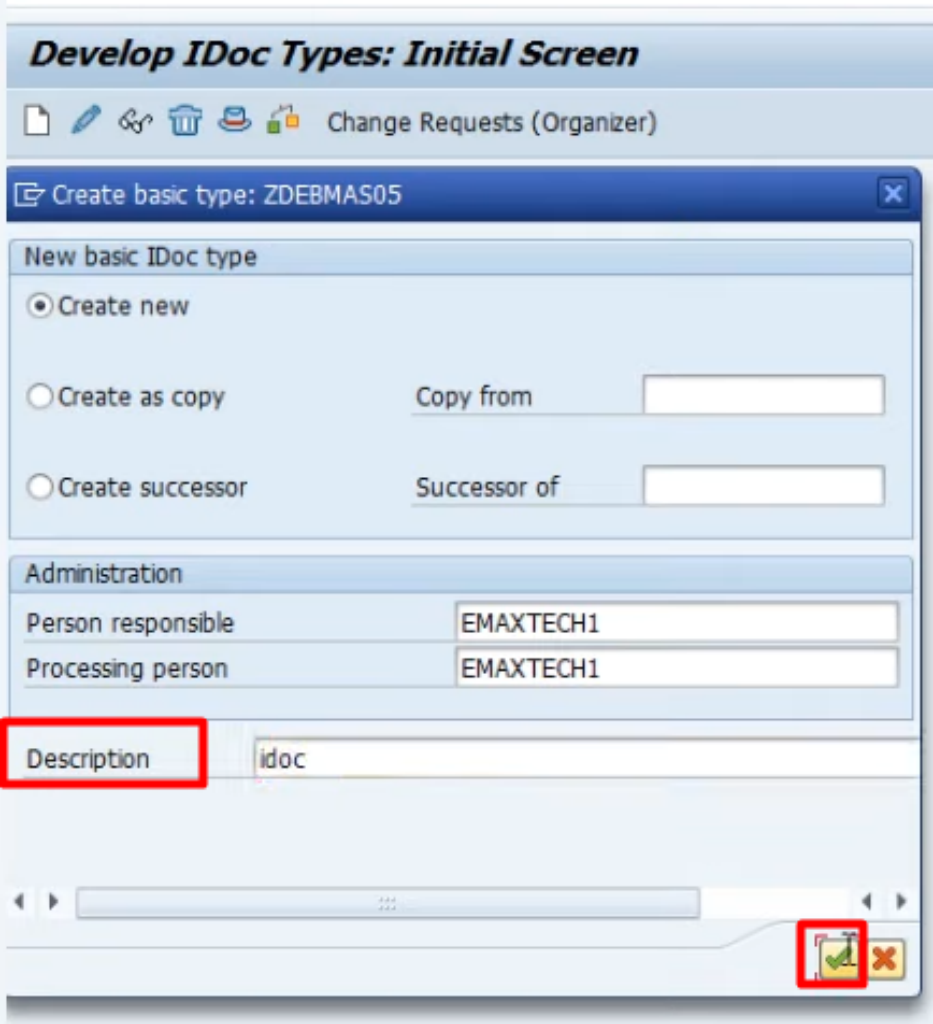 Develop IDoc Types: Initial Screen
Change Requests (Organizer)
Create basic type: ZDEBMAS05
New basic IDoc type
Create new
Create as copy Copy from
Create successor Successor of
Administration
Person responsible EMAXTECH1
Processing person EMAXTECH1
Description idoc